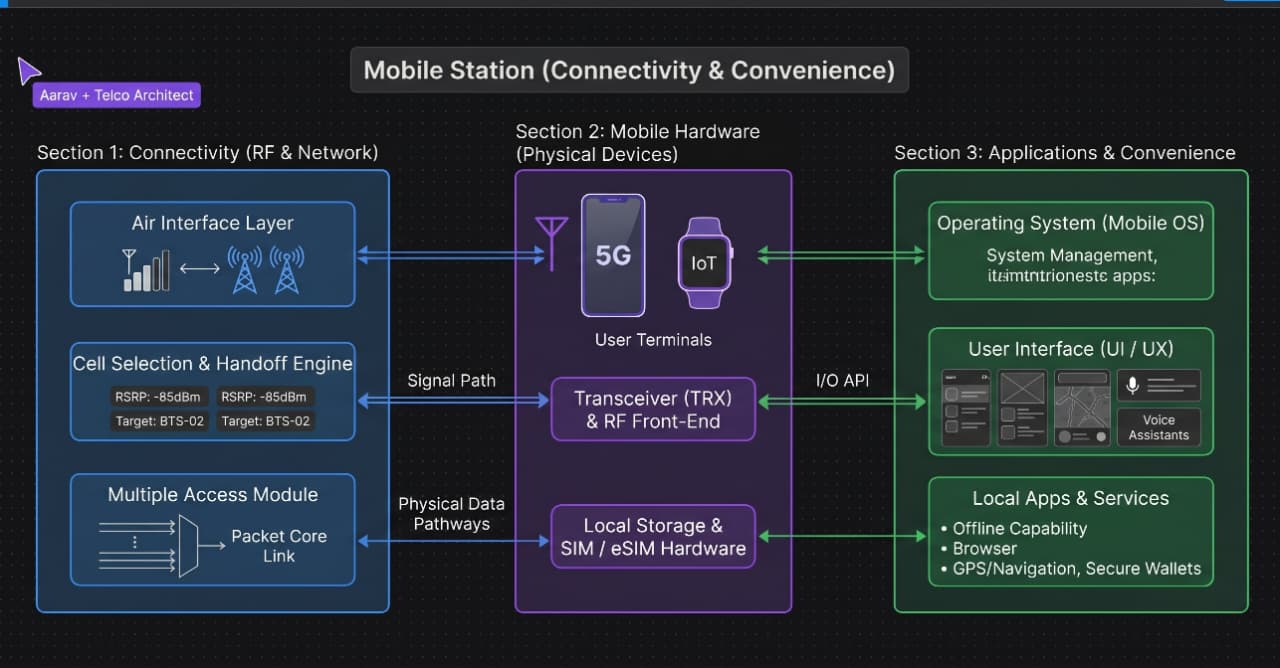 Mobile Station (Connectivity & Convenience)
Aarav + Telco Architect
Section 1: Connectivity (RF & Network)
Air Interface Layer
Cell Selection & Handoff Engine
RSRP: -85dBm
RSRP: -85dBm
Target: BTS-02
Target: BTS-02
Multiple Access Module
Packet Core
Link
Signal Path
Physical Data
Pathways
Section 2: Mobile Hardware
(Physical Devices)
5G
IoT
User Terminals
Transceiver (TRX)
& RF Front-End
Local Storage &
SIM / eSIM Hardware
I/O API
Section 3: Applications & Convenience
Operating System (Mobile OS)
System Management,
apps:
User Interface (UI / UX)
Voice
Assistants
Local Apps & Services
• Offline Capability
• Browser
• GPS/Navigation, Secure Wallets